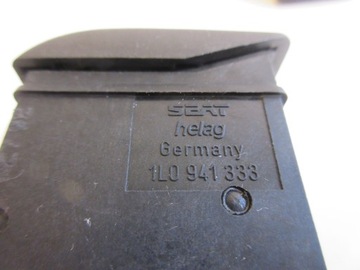 SEAT
helag
Germany
1L0 941 333